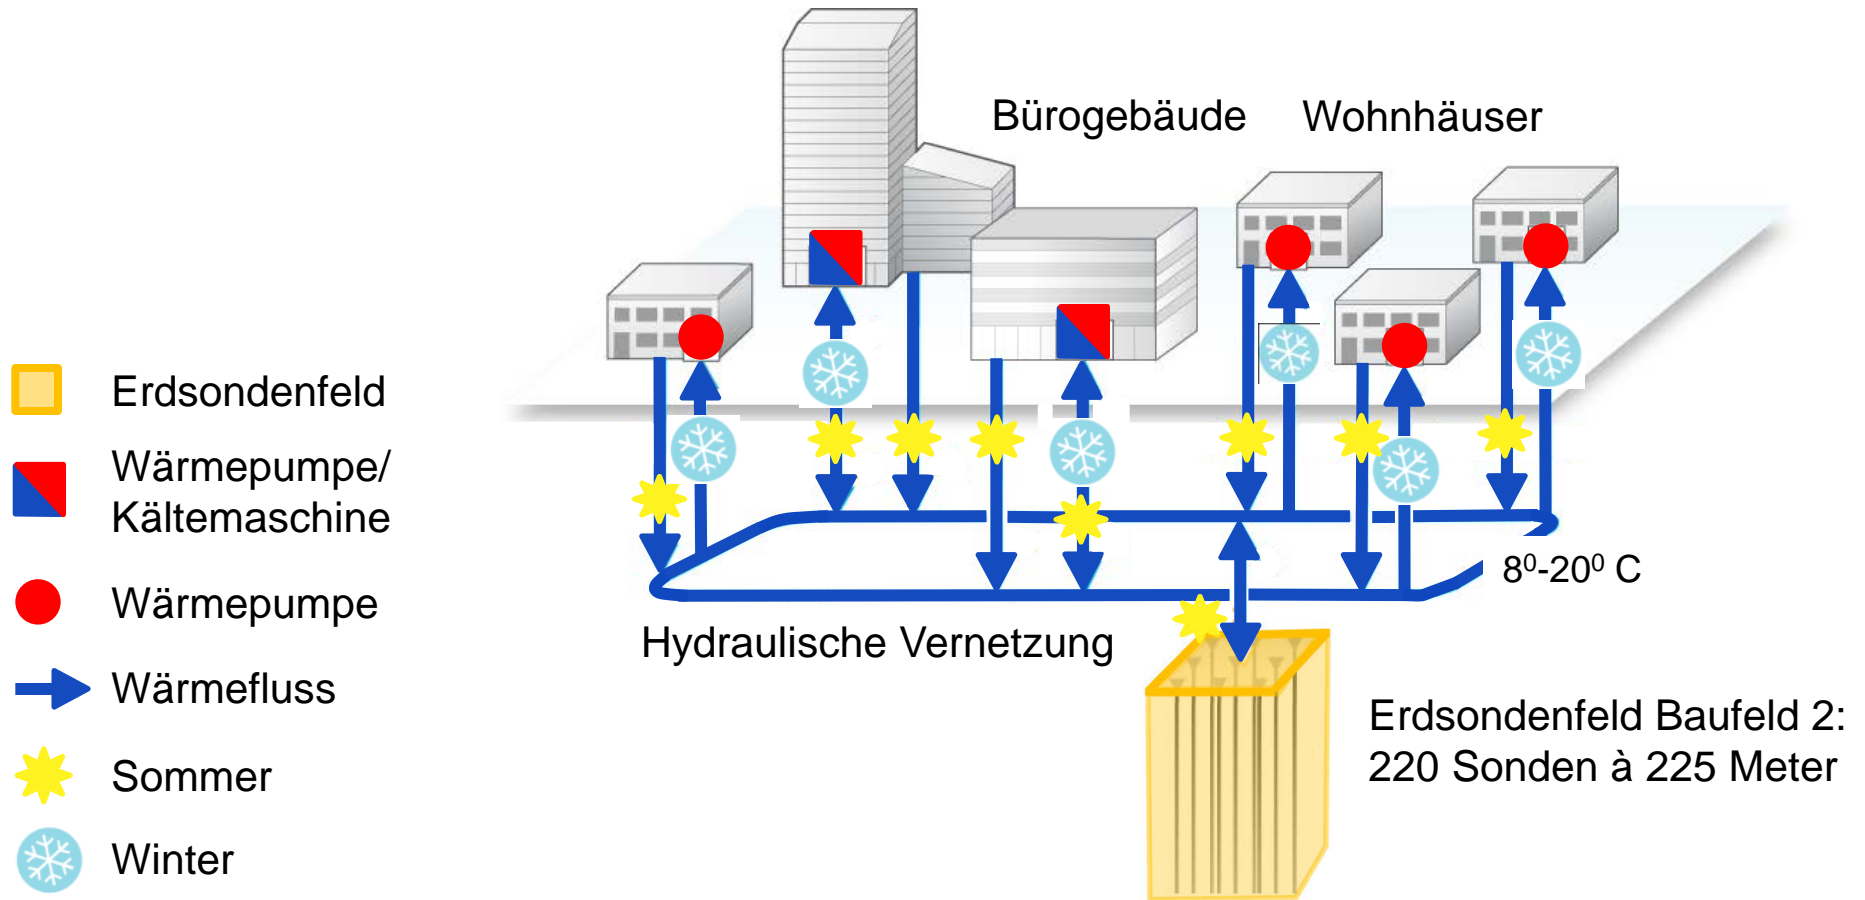 Bürogebäude
Wohnhäuser
Erdsondenfeld
Wärmepumpe/
Kältemaschine
Wärmepumpe
Wärmefluss
Sommer
Winter
8⁰-20⁰ C
Hydraulische Vernetzung
Erdsondenfeld Baufeld 2:
220 Sonden à 225 Meter